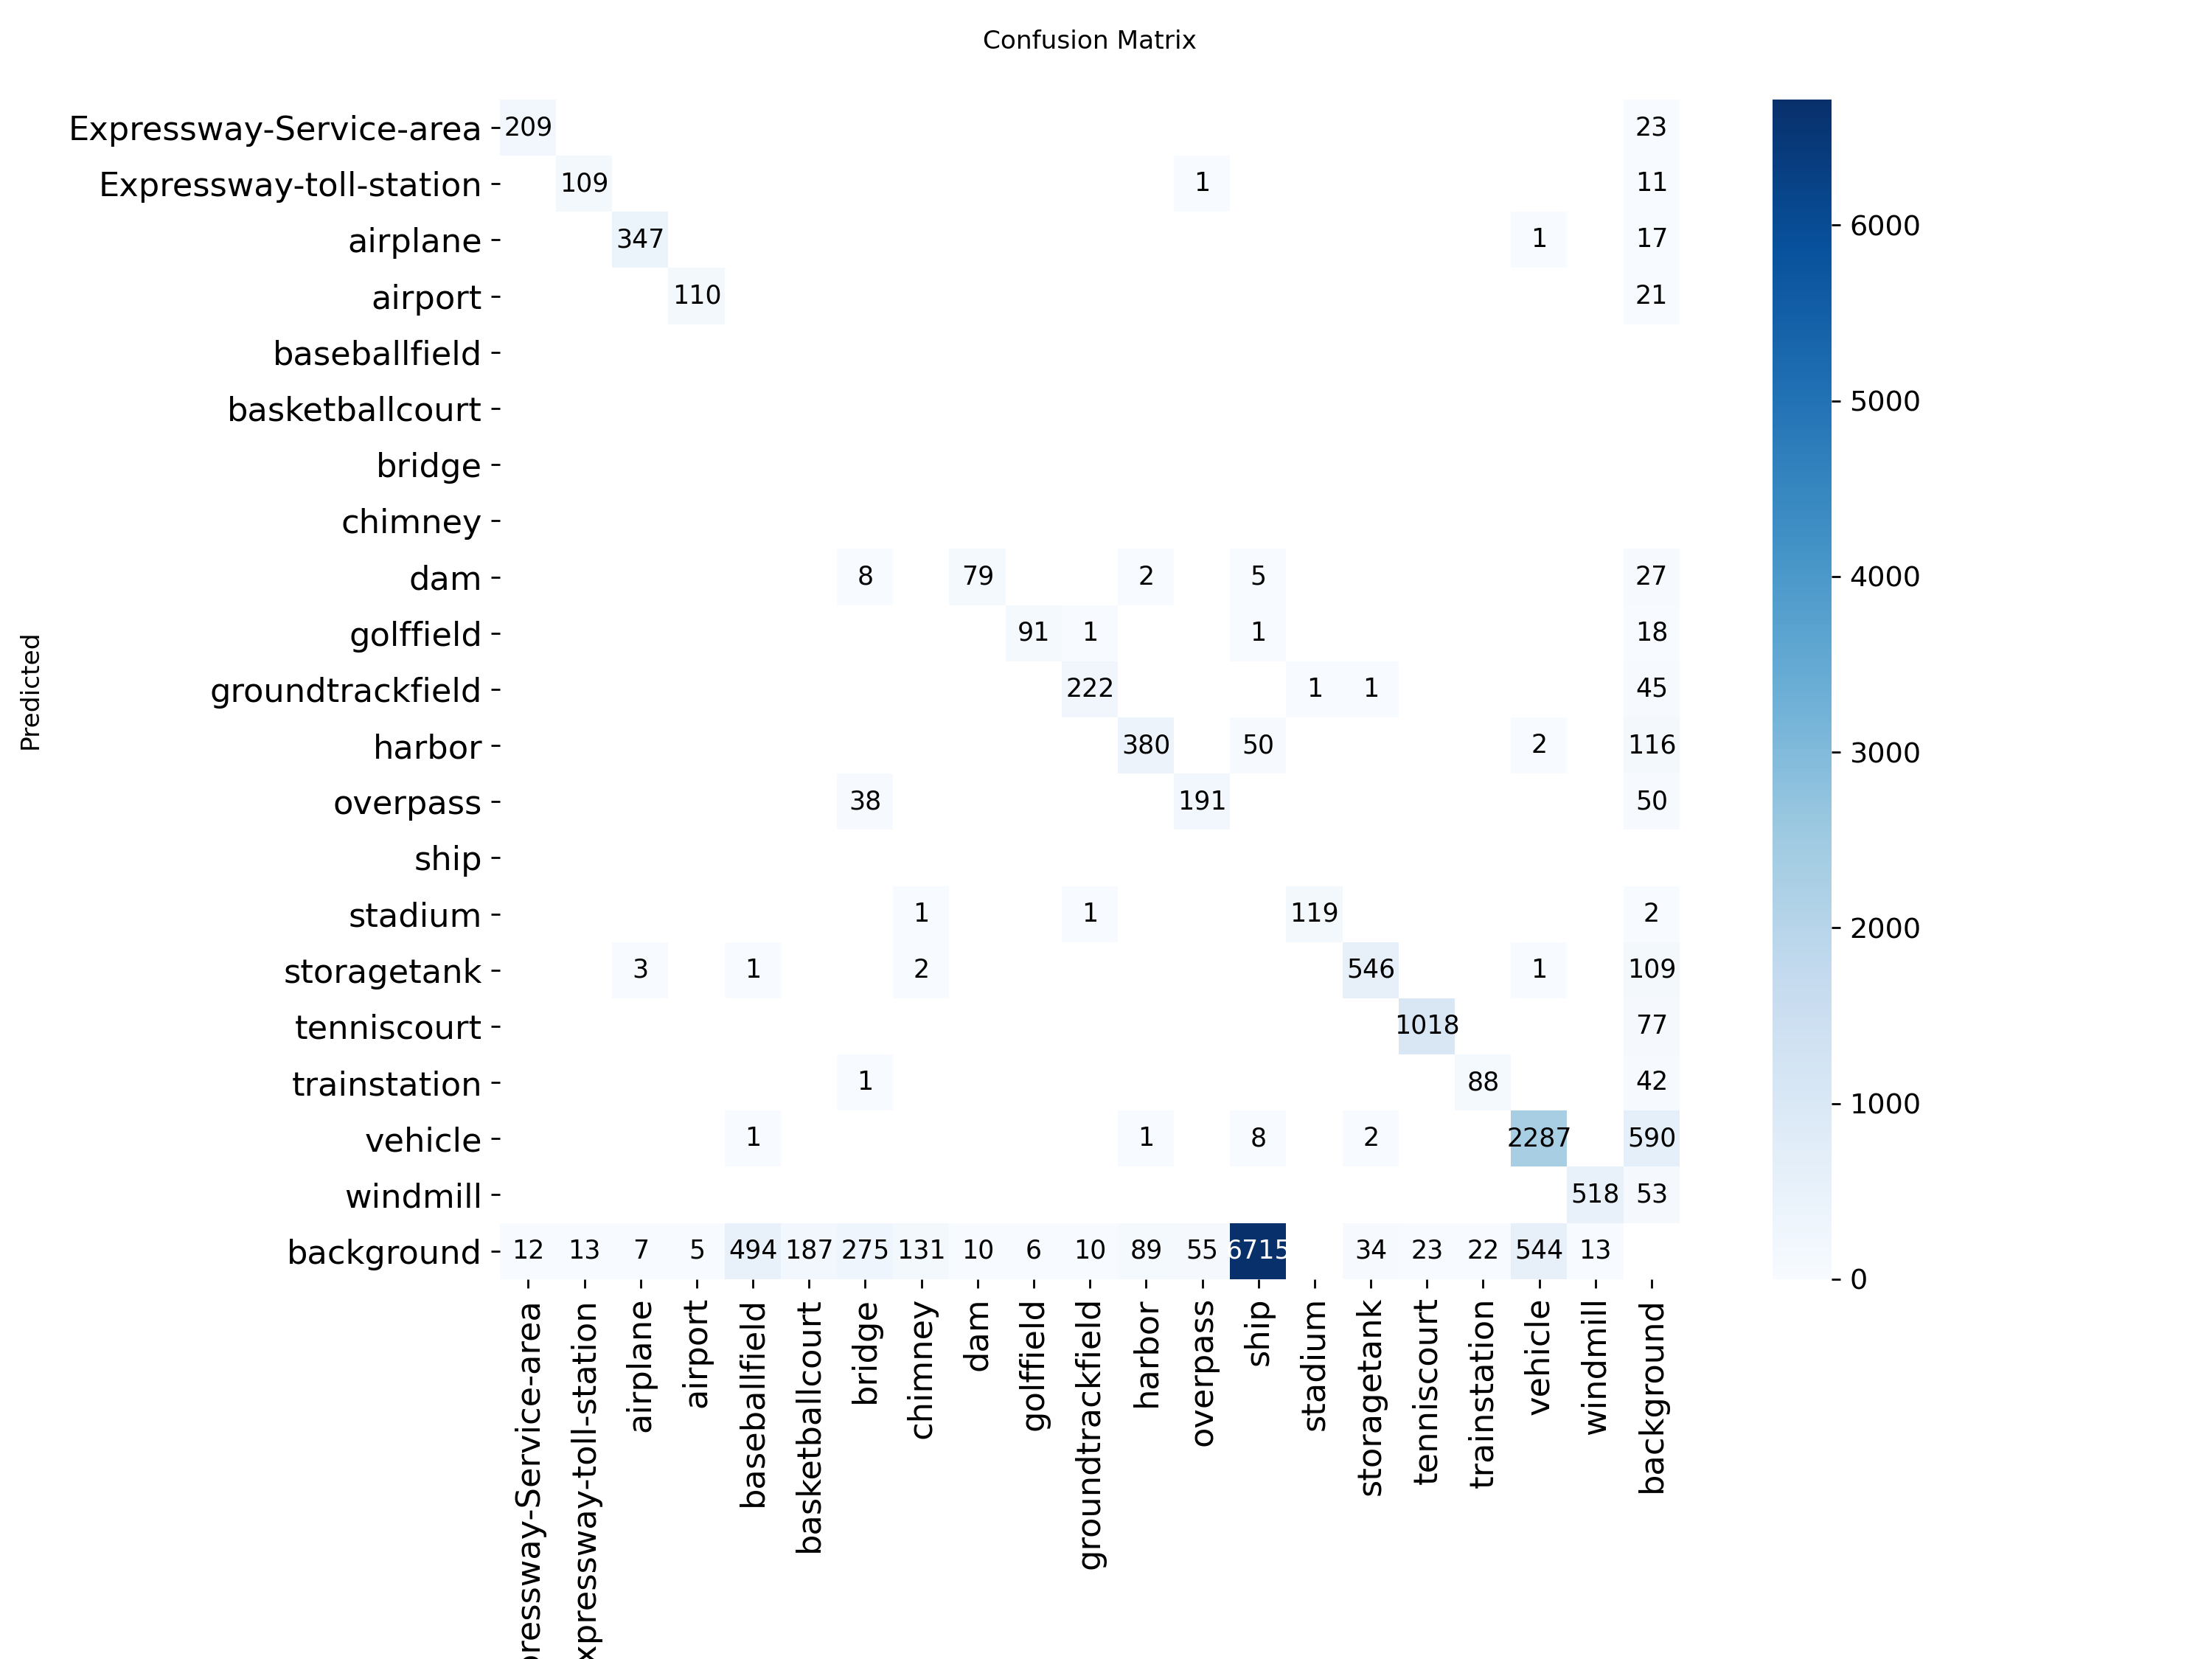 Confusion Matrix
Expressway-Service-area 209 23
Expressway-toll-station 109 1 11
airplane 347 1 17
airport 110 21
baseballfield
basketballcourt
bridge
chimney
dam 8 79 2 5 27
golffield 91 1 1 18
groundtrackfield 222 1 1 45
harbor 380 50 2 116
overpass 38 191 50
ship
stadium 1 1 119 2
storagetank 3 1 2 546 1 109
tenniscourt 1018 77
trainstation 1 88 42
vehicle 1 1 8 2 2287 590
windmill 518 53
background 12 13 7 5 494 187 275 131 10 6 10 89 55 6715 34 23 22 544 13
Predicted
pressway-Service-area
xpressway-toll-station
airplane
airport
baseballfield
basketballcourt
bridge
chimney
dam
golffield
groundtrackfield
harbor
overpass
ship
stadium
storagetank
tenniscourt
trainstation
vehicle
windmill
background
6000
5000
4000
3000
2000
1000
0